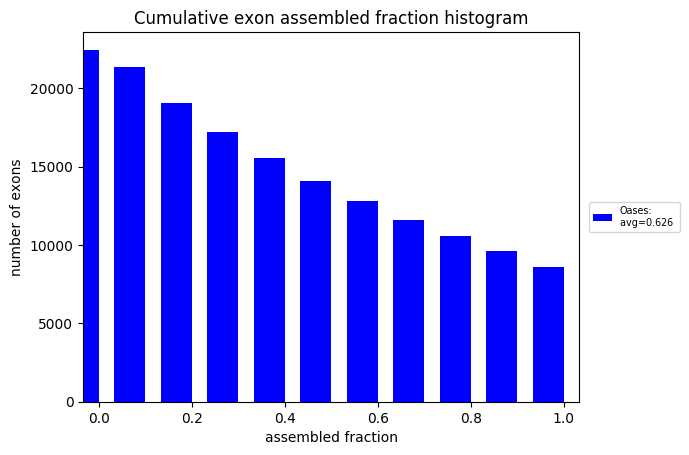 Cumulative exon assembled fraction histogram
number of exons
20000
15000
10000
5000
0
0.0 0.2 0.4 0.6 0.8 1.0
assembled fraction
Oases:
avg=0.626